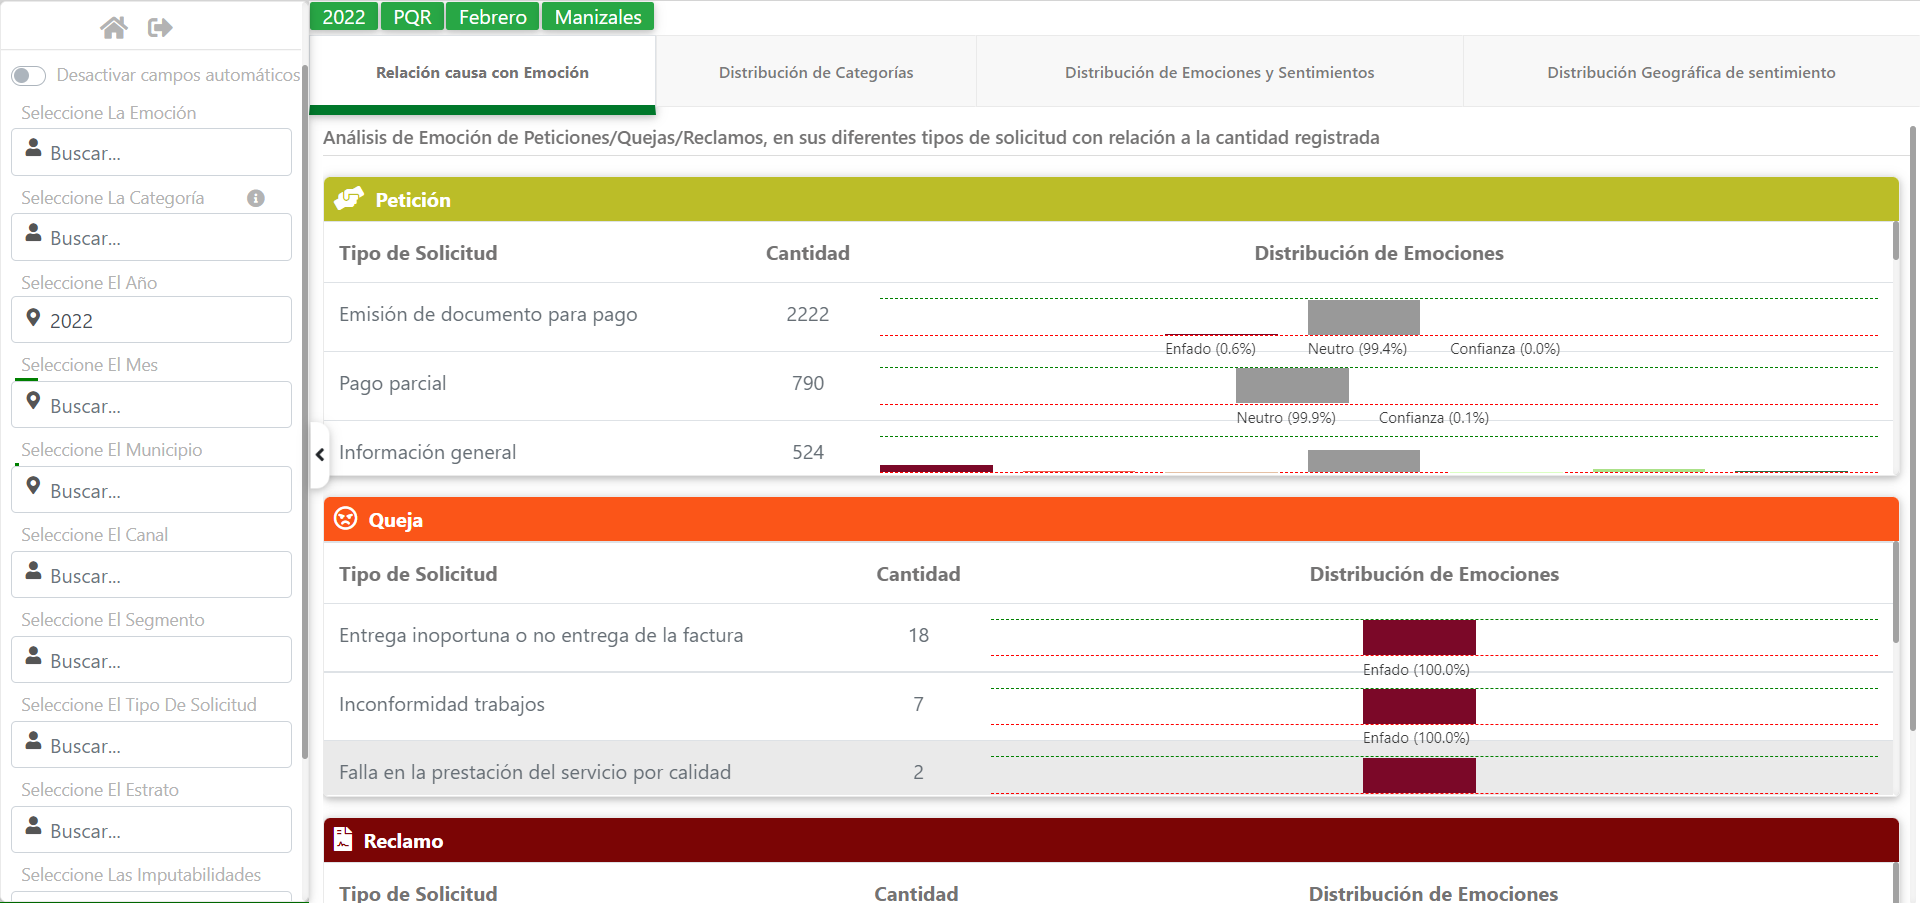 2022 PQR Febrero Manizales
Desactivar campos automáticos
Seleccione La Emoción
Buscar...
Seleccione La Categoría
Buscar...
Seleccione El Año
2022
Seleccione El Mes
Buscar...
Seleccione El Municipio
Buscar...
Seleccione El Canal
Buscar...
Seleccione El Segmento
Buscar...
Seleccione El Tipo De Solicitud
Buscar...
Seleccione El Estrato
Buscar...
Seleccione Las Imputabilidades
Relación causa con Emoción Distribución de Categorías Distribución de Emociones y Sentimientos Distribución Geográfica de sentimiento
Análisis de Emoción de Peticiones/Quejas/Reclamos, en sus diferentes tipos de solicitud con relación a la cantidad registrada
Petición
Tipo de Solicitud Cantidad Distribución de Emociones
Emisión de documento para pago 2222
Enfado (0.6%) Neutro (99.4%) Confianza (0.0%)
Pago parcial 790
Neutro (99.9%) Confianza (0.1%)
Información general 524
Queja
Tipo de Solicitud Cantidad Distribución de Emociones
Entrega inoportuna o no entrega de la factura 18
Enfado (100.0%)
Inconformidad trabajos 7
Enfado (100.0%)
Falla en la prestación del servicio por calidad 2
Reclamo
Tipo de Solicitud Cantidad Distribución de Emociones